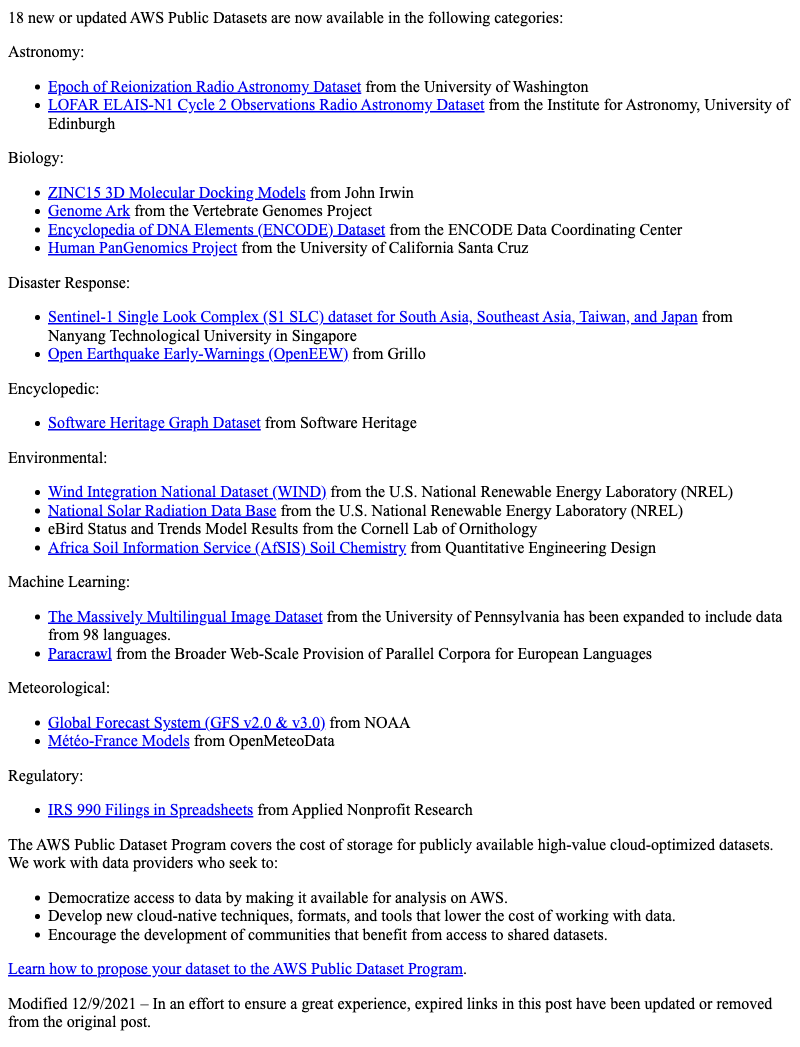 18 new or updated AWS Public Datasets are now available in the following categories:
Astronomy:
• Epoch of Reionization Radio Astronomy Dataset from the University of Washington
• LOFAR ELAIS-N1 Cycle 2 Observations Radio Astronomy Dataset from the Institute for Astronomy, University of
Edinburgh
Biology:
• ZINC15 3D Molecular Docking Models from John Irwin
• Genome Ark from the Vertebrate Genomes Project
• Encyclopedia of DNA Elements (ENCODE) Dataset from the ENCODE Data Coordinating Center
• Human PanGenomics Project from the University of California Santa Cruz
Disaster Response:
• Sentinel-1 Single Look Complex (S1 SLC) dataset for South Asia, Southeast Asia, Taiwan, and Japan from
Nanyang Technological University in Singapore
• Open Earthquake Early-Warnings (OpenEEW) from Grillo
Encyclopedic:
• Software Heritage Graph Dataset from Software Heritage
Environmental:
• Wind Integration National Dataset (WIND) from the U.S. National Renewable Energy Laboratory (NREL)
• National Solar Radiation Data Base from the U.S. National Renewable Energy Laboratory (NREL)
• eBird Status and Trends Model Results from the Cornell Lab of Ornithology
• Africa Soil Information Service (AfSIS) Soil Chemistry from Quantitative Engineering Design
Machine Learning:
• The Massively Multilingual Image Dataset from the University of Pennsylvania has been expanded to include data
from 98 languages.
• Paracrawl from the Broader Web-Scale Provision of Parallel Corpora for European Languages
Meteorological:
• Global Forecast System (GFS v2.0 & v3.0) from NOAA
• Météo-France Models from OpenMeteoData
Regulatory:
• IRS 990 Filings in Spreadsheets from Applied Nonprofit Research
The AWS Public Dataset Program covers the cost of storage for publicly available high-value cloud-optimized datasets.
We work with data providers who seek to:
• Democratize access to data by making it available for analysis on AWS.
• Develop new cloud-native techniques, formats, and tools that lower the cost of working with data.
• Encourage the development of communities that benefit from access to shared datasets.
Learn how to propose your dataset to the AWS Public Dataset Program.
Modified 12/9/2021 – In an effort to ensure a great experience, expired links in this post have been updated or removed
from the original post.